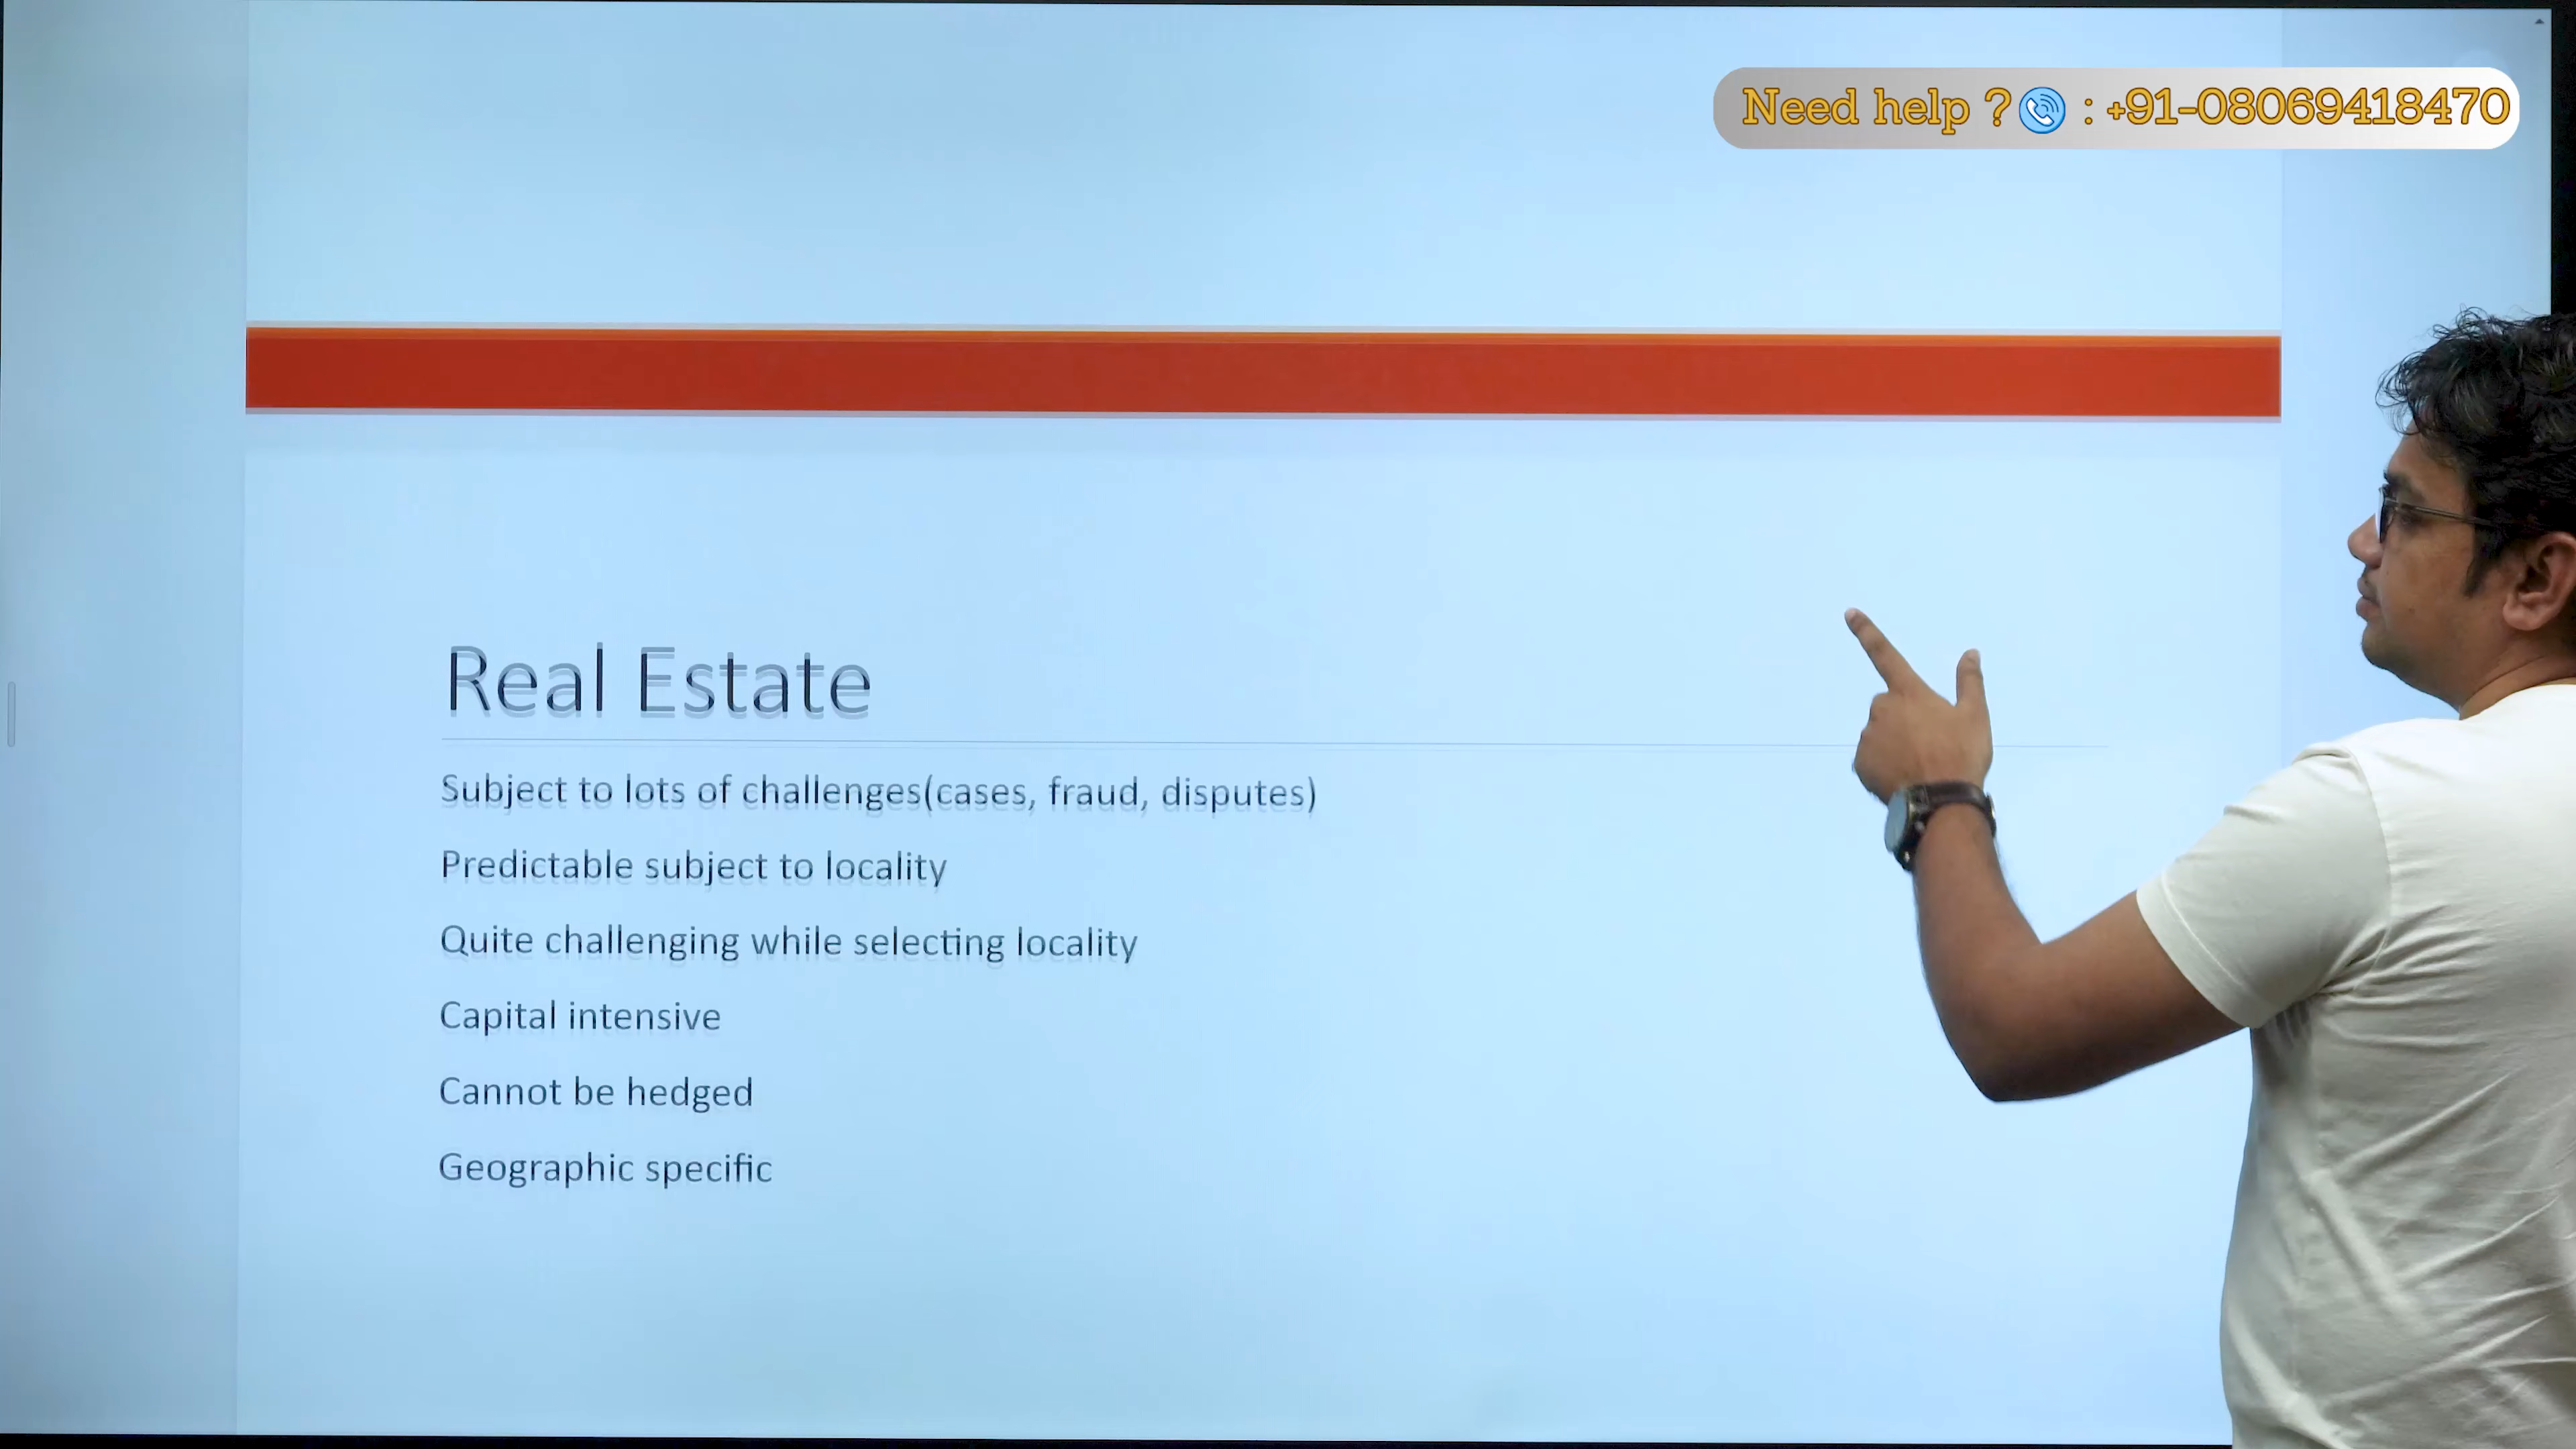 Need help ? : +91-08069418470
Real Estate
Subject to lots of challenges(cases, fraud, disputes)
Predictable subject to locality
Quite challenging while selecting locality
Capital intensive
Cannot be hedged
Geographic specific